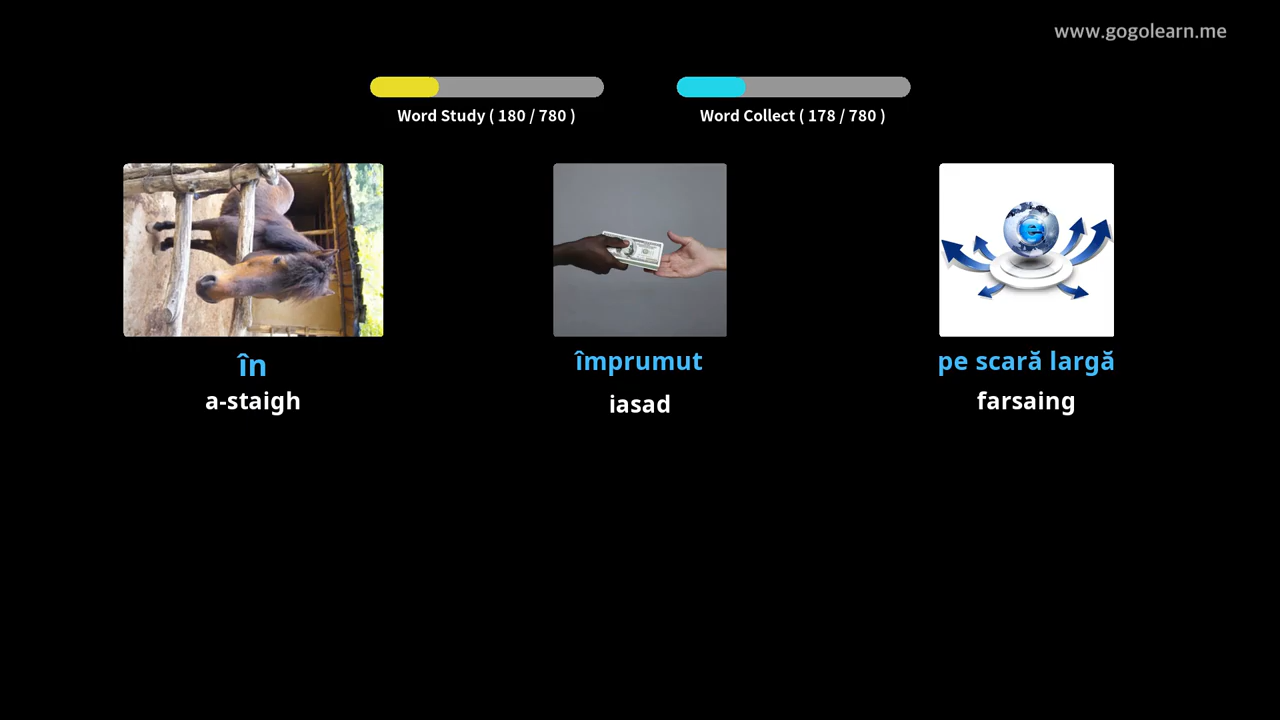 www.gogolearn.me
Word Study ( 180 / 780 )
Word Collect ( 178 / 780 )
în
împrumut
pe scară largă
a-staigh
iasad
farsaing